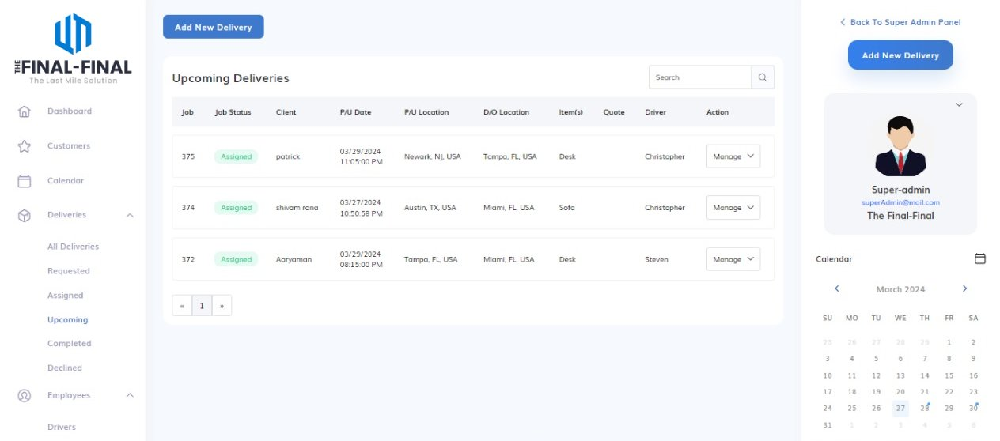 THE FINAL-FINAL
The Last Mile Solution
Dashboard
Customers
Calendar
Deliveries
All Deliveries
Requested
Assigned
Upcoming
Completed
Declined
Employees
Drivers
Add New Delivery
Upcoming Deliveries
Search
Job Job Status Client P/U Date P/U Location D/O Location Item(s) Quote Driver Action
375 Assigned patrick 03/29/2024 11:05:00 PM Newark, NJ, USA Tampa, FL, USA Desk Christopher Manage
374 Assigned shivam rana 03/27/2024 10:50:58 PM Austin, TX, USA Miami, FL, USA Sofa Christopher Manage
372 Assigned Aaryaman 03/29/2024 08:15:00 PM Tampa, FL, USA Miami, FL, USA Desk Steven Manage
« 1 »
Back To Super Admin Panel
Add New Delivery
Super-admin
superAdmin@mail.com
The Final-Final
Calendar
March 2024
SU MO TU WE TH FR SA
25 26 27 28 29 1 2
3 4 5 6 7 8 9
10 11 12 13 14 15 16
17 18 19 20 21 22 23
24 25 26 27 28 29 30
31 1 2 3 4 5 6